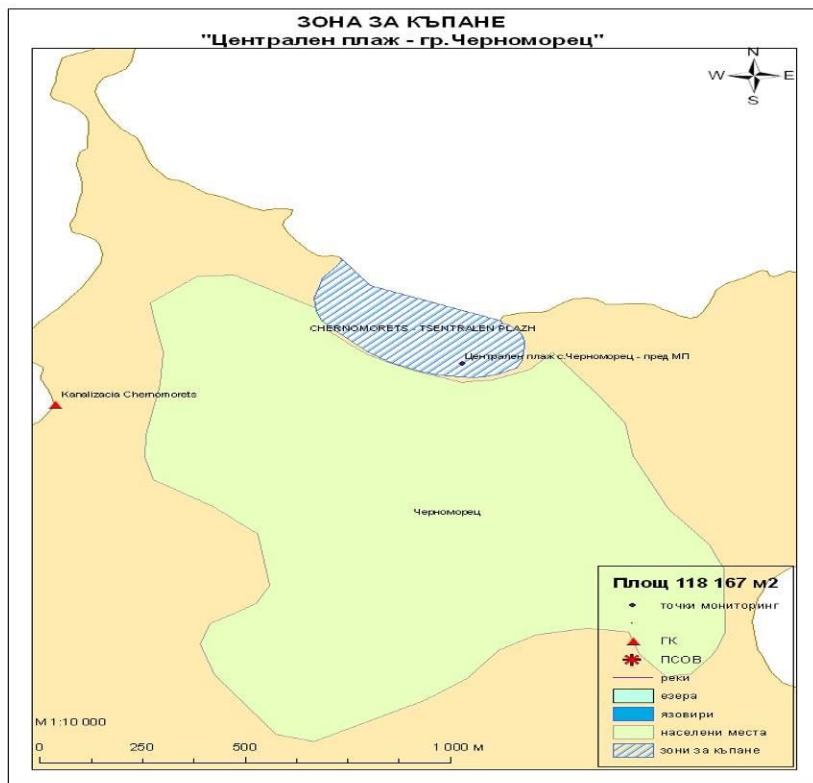 ЗОНА ЗА КЪПАНЕ
"Централен плаж - гр.Черноморец"
N
W E
S
CHERNOMORETS - TSENTRALEN PLAZH
Централен плаж с.Черноморец - пред МП
Kanalizacia Chernomorets
Черноморец
Площ 118 167 м2
точки мониторинг
ГК
ПСОВ
реки
езера
язовири
населени места
зони за къпане
М 1:10 000
0 250 500 1 000 М